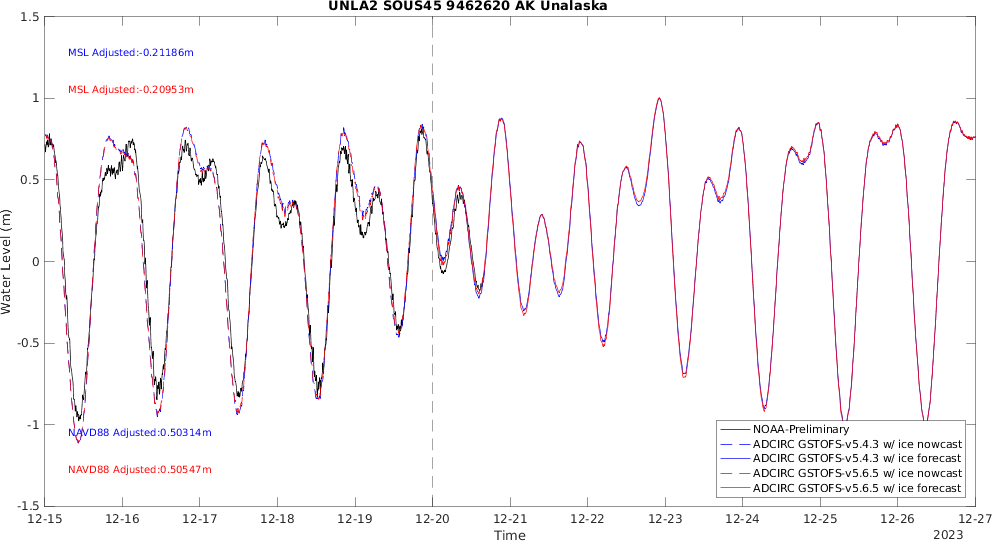 UNLA2 SOUS45 9462620 AK Unalaska
1.5
MSL Adjusted:-0.21186m
MSL Adjusted:-0.20953m
1
0.5
0
-0.5
-1
-1.5
Water Level (m)
NAVD88 Adjusted:0.50314m
NAVD88 Adjusted:0.50547m
NOAA-Preliminary
ADCIRC GSTOFS-v5.4.3 w/ ice nowcast
ADCIRC GSTOFS-v5.4.3 w/ ice forecast
ADCIRC GSTOFS-v5.6.5 w/ ice nowcast
ADCIRC GSTOFS-v5.6.5 w/ ice forecast
12-15 12-16 12-17 12-18 12-19 12-20 12-21 12-22 12-23 12-24 12-25 12-26 12-27
Time
2023